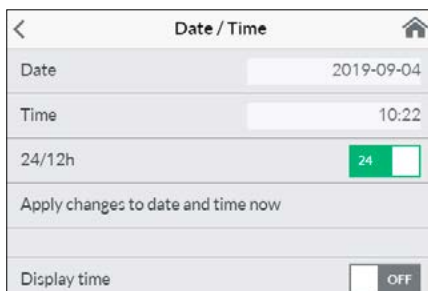 Date / Time
Date 2019-09-04
Time 10:22
24/12h 24
Apply changes to date and time now
Display time OFF